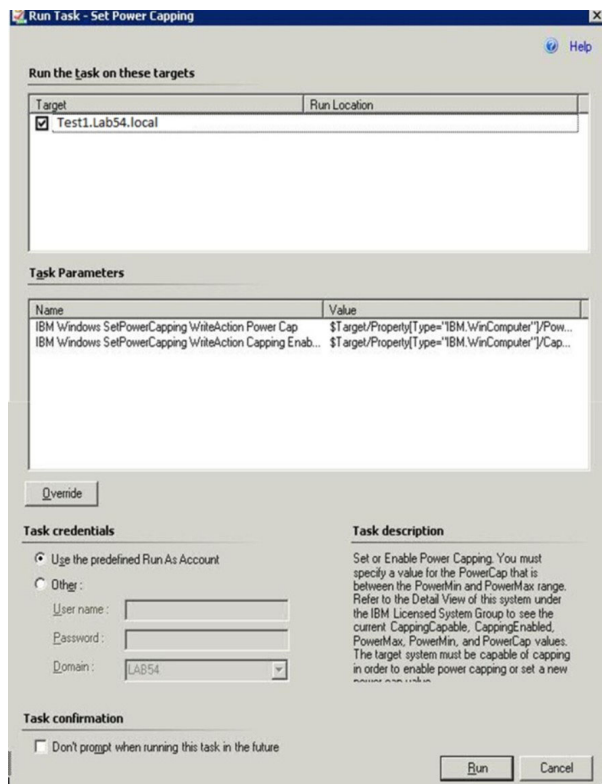 Run Task - Set Power Capping
Help
Run the task on these targets
Target Run Location
Test1.Lab54.local
Task Parameters
Name Value
IBM Windows SetPowerCapping WriteAction Power Cap $Target/Property[Type="IBM.WinComputer"]/Pow...
IBM Windows SetPowerCapping WriteAction Capping Enab... $Target/Property[Type="IBM.WinComputer"]/Cap...
Override
Task credentials
Use the predefined Run As Account
Other :
User name :
Password :
Domain : LAB54
Task description
Set or Enable Power Capping. You must
specify a value for the PowerCap that is
between the PowerMin and PowerMax range.
Refer to the Detail View of this system under
the IBM Licensed System Group to see the
current CappingCapable, CappingEnabled,
PowerMax, PowerMin, and PowerCap values.
The target system must be capable of capping
in order to enable power capping or set a new
Task confirmation
Don't prompt when running this task in the future
Run Cancel